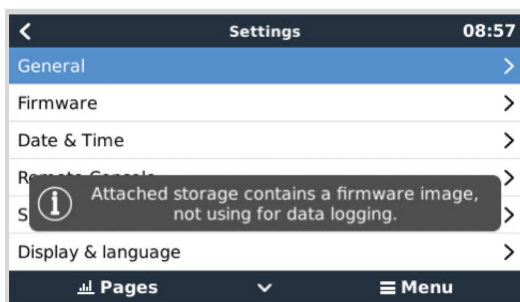 Settings 08:57
General
Firmware
Date & Time
Attached storage contains a firmware image,
not using for data logging.
Display & language
Pages Menu